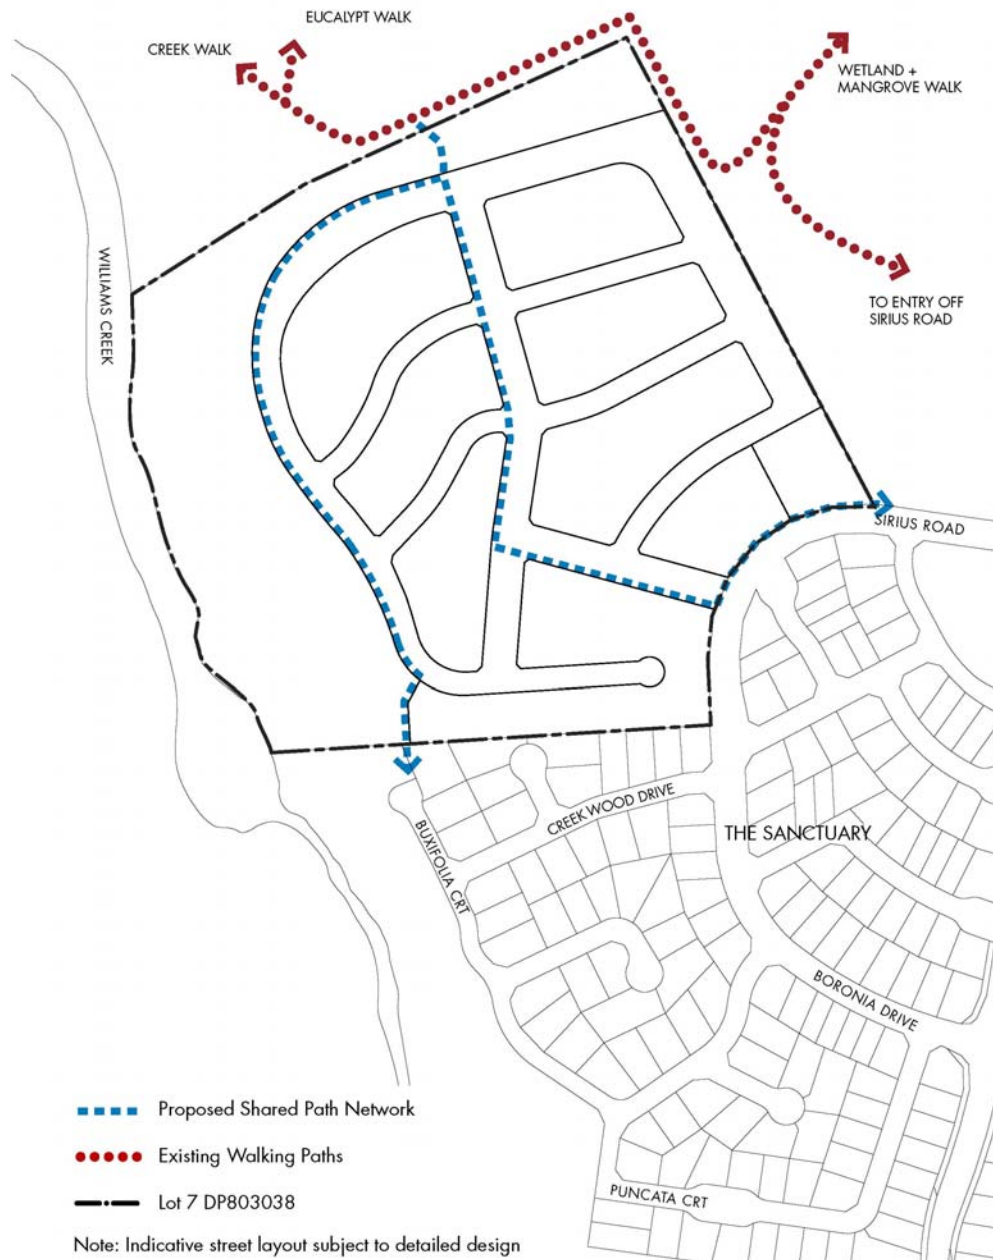 EUCALYPT WALK
CREEK WALK
WETLAND +
MANGROVE WALK
WILLIAMS CREEK
TO ENTRY OFF
SIRIUS ROAD
SIRIUS ROAD
CREEK WOOD DRIVE
THE SANCTUARY
BUXIFOLIA CRT
BORONIA DRIVE
Proposed Shared Path Network
Existing Walking Paths
Lot 7 DP803038
PUNCATA CRT
Note: Indicative street layout subject to detailed design